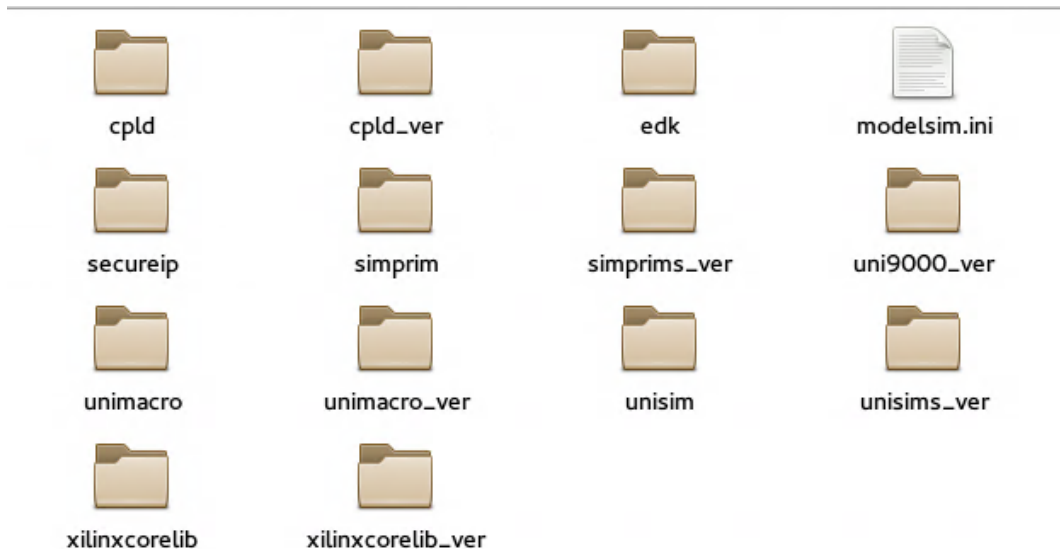 cpld
cpld_ver
edk
modelsim.ini
secureip
simprim
simprims_ver
uni9000_ver
unimacro
unimacro_ver
unisim
unisims_ver
xilinxcorelib
xilinxcorelib_ver